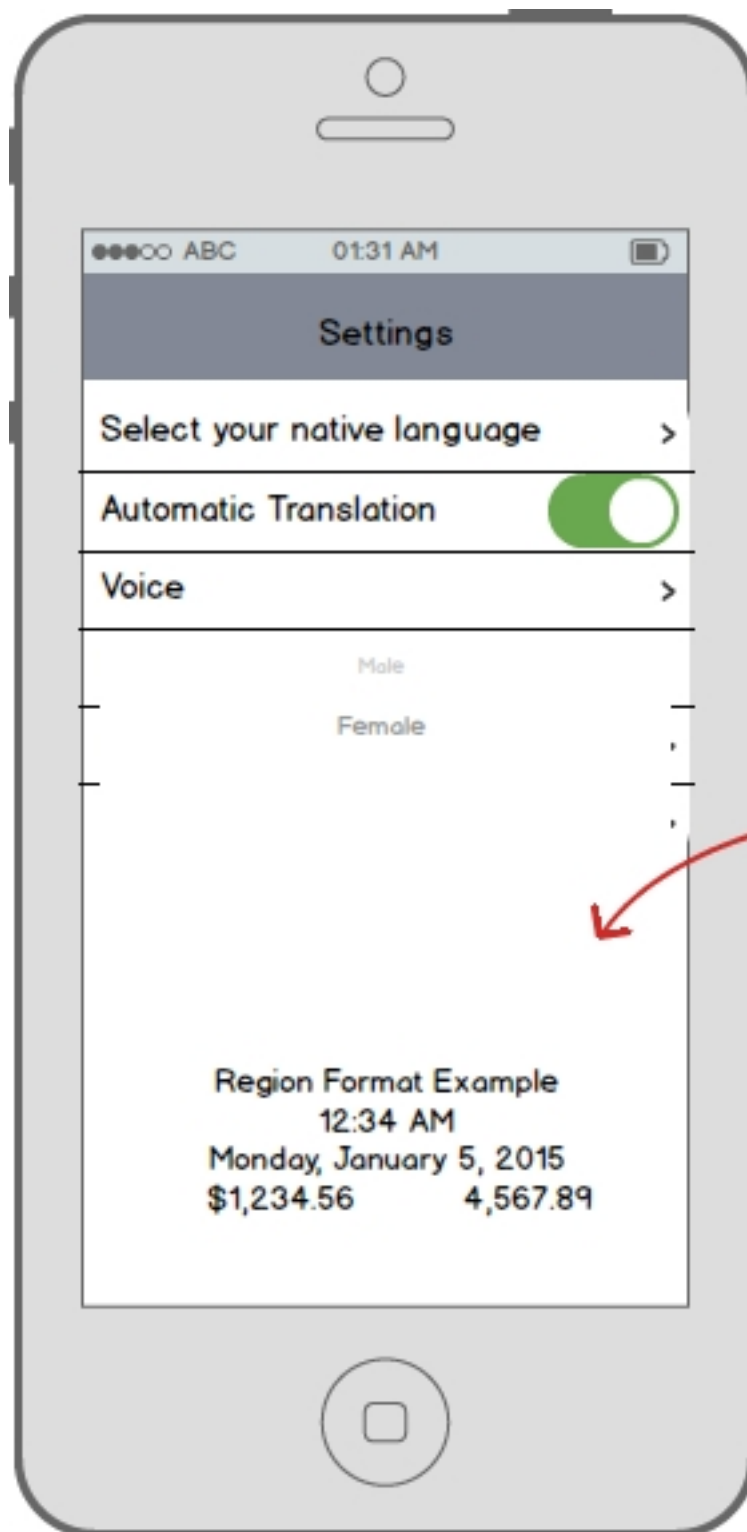 ABC 01:31 AM
Settings
Select your native language >
Automatic Translation
Voice >
Male
Female
Region Format Example
12:34 AM
Monday, January 5, 2015
$1,234.56 4,567.89